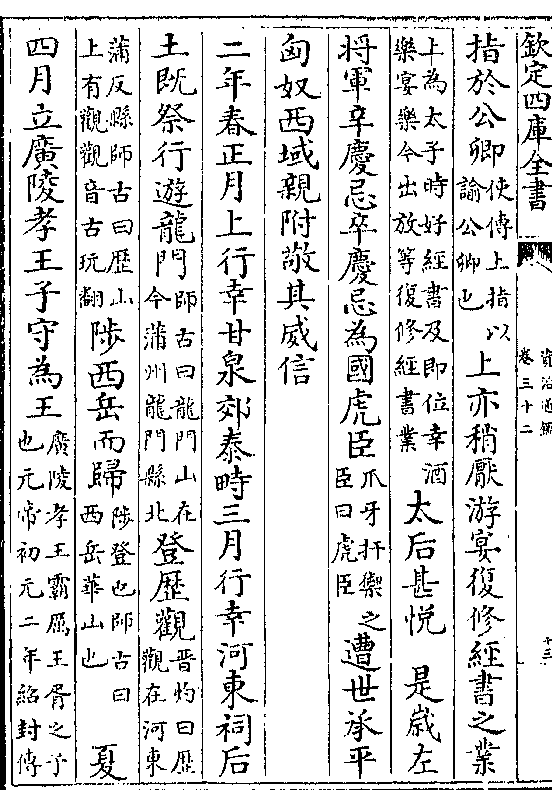 欽定四庫全書
資治通鑑
卷三十二
十三
指於公卿使傳上指以諭公卿也上亦稍厭游宴復修經書之業
上為太子時好經書及即位幸酒樂宴樂今出放等復修經書業太后甚悦 是嵗左
将軍辛慶忌卒慶忌為國虎臣爪牙扞禦之臣曰虎臣遭世承平
匈奴西域親附敬其威信
二年春正月上行幸甘泉郊泰畤三月行幸河東祠后
土既祭行遊龍門師古曰龍門山在今蒲州龍門縣北登歴觀晉灼曰歴觀在河東
蒲反縣師古曰歴山上有觀觀音古玩翻陟西岳而歸陟登也師古曰西岳華山也 夏
四月立廣陵孝王子守為王廣陵孝王霸厲王胥之子也元帝初元二年紹封傳